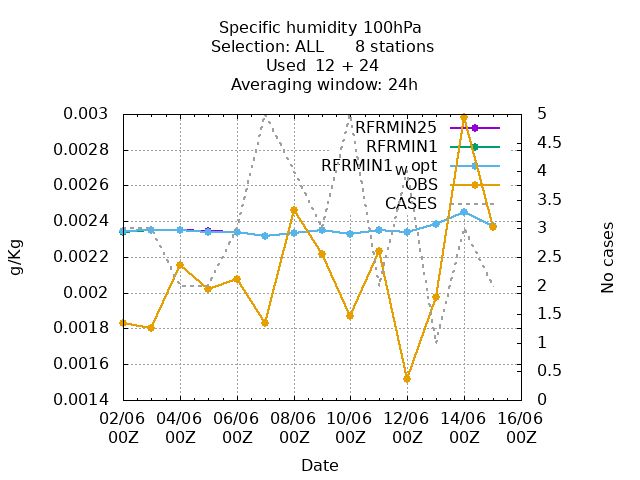 Specific humidity 100hPa
Selection: ALL 8 stations
Used 12 + 24
Averaging window: 24h
RFRMIN25
RFRMIN1
RFRMIN1w opt
OBS
CASES
0.003
0.0028
0.0026
0.0024
0.0022
0.002
0.0018
0.0016
0.0014
g/Kg
5
4.5
4
3.5
3
2.5
2
1.5
1
0.5
0
No cases
02/06 04/06 06/06 08/06 10/06 12/06 14/06 16/06
00Z 00Z 00Z 00Z 00Z 00Z 00Z 00Z
Date